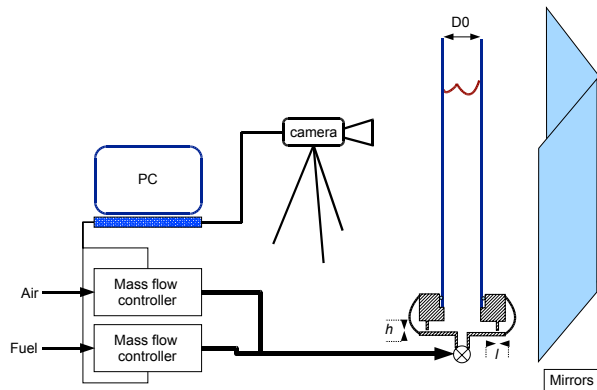 D0
camera
PC
Air
Mass flow
controller
Fuel
Mass flow
controller
h
l
Mirrors